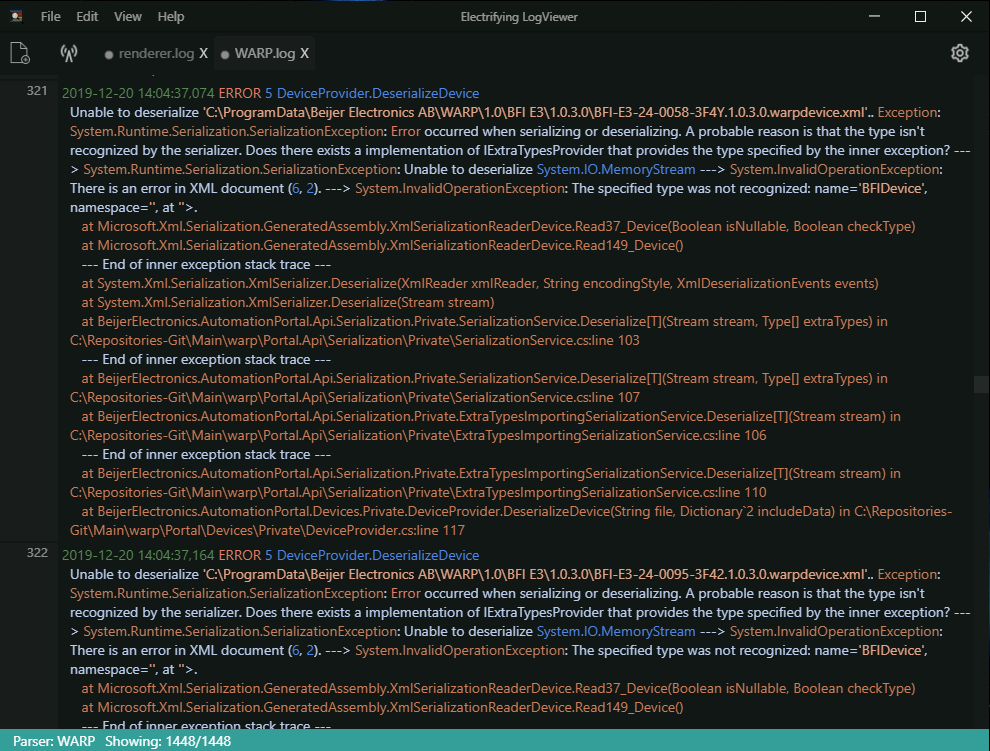 File Edit View Help Electrifying LogViewer
renderer.log X WARP.log X
321 2019-12-20 14:04:37,074 ERROR 5 DeviceProvider.DeserializeDevice
Unable to deserialize 'C:\ProgramData\Beijer Electronics AB\WARP\1.0\BFI E3\1.0.3.0\BFI-E3-24-0058-3F4Y.1.0.3.0.warpdevice.xml'.. Exception:
System.Runtime.Serialization.SerializationException: Error occurred when serializing or deserializing. A probable reason is that the type isn't
recognized by the serializer. Does there exists a implementation of IExtraTypesProvider that provides the type specified by the inner exception? ---
> System.Runtime.Serialization.SerializationException: Unable to deserialize System.IO.MemoryStream ---> System.InvalidOperationException:
There is an error in XML document (6, 2). ---> System.InvalidOperationException: The specified type was not recognized: name='BFIDevice',
namespace='', at ''>.
at Microsoft.Xml.Serialization.GeneratedAssembly.XmlSerializationReaderDevice.Read37_Device(Boolean isNullable, Boolean checkType)
at Microsoft.Xml.Serialization.GeneratedAssembly.XmlSerializationReaderDevice.Read149_Device()
--- End of inner exception stack trace ---
at System.Xml.Serialization.XmlSerializer.Deserialize(XmlReader xmlReader, String encodingStyle, XmlDeserializationEvents events)
at System.Xml.Serialization.XmlSerializer.Deserialize(Stream stream)
at BeijerElectronics.AutomationPortal.Api.Serialization.Private.SerializationService.Deserialize[T](Stream stream, Type[] extraTypes) in
C:\Repositories-Git\Main\warp\Portal.Api\Serialization\Private\SerializationService.cs:line 103
--- End of inner exception stack trace ---
at BeijerElectronics.AutomationPortal.Api.Serialization.Private.SerializationService.Deserialize[T](Stream stream, Type[] extraTypes) in
C:\Repositories-Git\Main\warp\Portal.Api\Serialization\Private\SerializationService.cs:line 107
at BeijerElectronics.AutomationPortal.Api.Serialization.Private.ExtraTypesImportingSerializationService.Deserialize[T](Stream stream) in
C:\Repositories-Git\Main\warp\Portal.Api\Serialization\Private\ExtraTypesImportingSerializationService.cs:line 106
--- End of inner exception stack trace ---
at BeijerElectronics.AutomationPortal.Api.Serialization.Private.ExtraTypesImportingSerializationService.Deserialize[T](Stream stream) in
C:\Repositories-Git\Main\warp\Portal.Api\Serialization\Private\ExtraTypesImportingSerializationService.cs:line 110
at BeijerElectronics.AutomationPortal.Devices.Private.DeviceProvider.DeserializeDevice(String file, Dictionary`2 includeData) in C:\Repositories-
Git\Main\warp\Portal\Devices\Private\DeviceProvider.cs:line 117
322 2019-12-20 14:04:37,164 ERROR 5 DeviceProvider.DeserializeDevice
Unable to deserialize 'C:\ProgramData\Beijer Electronics AB\WARP\1.0\BFI E3\1.0.3.0\BFI-E3-24-0095-3F42.1.0.3.0.warpdevice.xml'.. Exception:
System.Runtime.Serialization.SerializationException: Error occurred when serializing or deserializing. A probable reason is that the type isn't
recognized by the serializer. Does there exists a implementation of IExtraTypesProvider that provides the type specified by the inner exception? ---
> System.Runtime.Serialization.SerializationException: Unable to deserialize System.IO.MemoryStream ---> System.InvalidOperationException:
There is an error in XML document (6, 2). ---> System.InvalidOperationException: The specified type was not recognized: name='BFIDevice',
namespace='', at ''>.
at Microsoft.Xml.Serialization.GeneratedAssembly.XmlSerializationReaderDevice.Read37_Device(Boolean isNullable, Boolean checkType)
at Microsoft.Xml.Serialization.GeneratedAssembly.XmlSerializationReaderDevice.Read149_Device()
--- End of inner exception stack trace ---
Parser: WARP Showing: 1448/1448